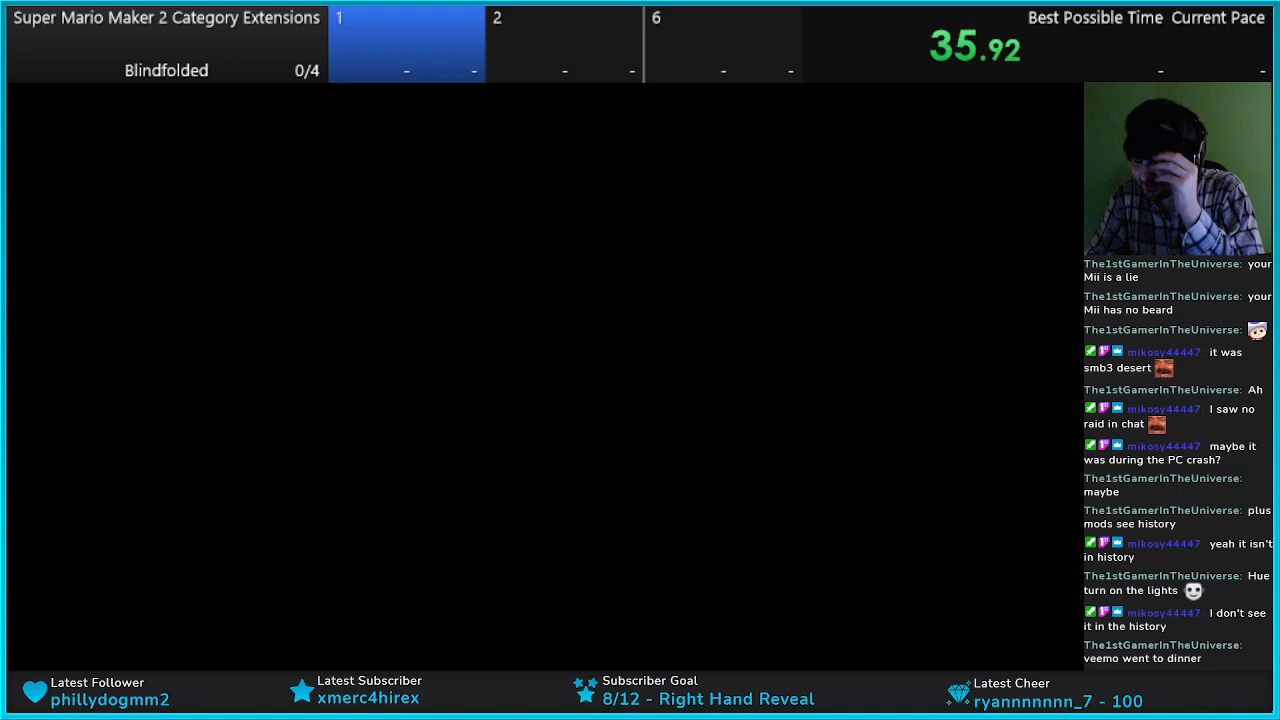 Super Mario Maker 2 Category Extensions
Blindfolded 0/4
1
- -
2
- -
6
- -
35.92
Best Possible Time Current Pace
- -
The1stGamerInTheUniverse: your
Mii is a lie
The1stGamerInTheUniverse: your
Mii has no beard
The1stGamerInTheUniverse:
mikosy44447: it was
smb3 desert
The1stGamerInTheUniverse: Ah
mikosy44447: I saw no
raid in chat
mikosy44447: maybe it
was during the PC crash?
The1stGamerInTheUniverse:
maybe
The1stGamerInTheUniverse: plus
mods see history
mikosy44447: yeah it isn't
in history
The1stGamerInTheUniverse: Hue
turn on the lights
mikosy44447: I don't see
it in the history
The1stGamerInTheUniverse:
veemo went to dinner
Latest Follower
phillydogmm2
Latest Subscriber
xmerc4hirex
Subscriber Goal
8/12 - Right Hand Reveal
Latest Cheer
ryannnnnnn_7 - 100